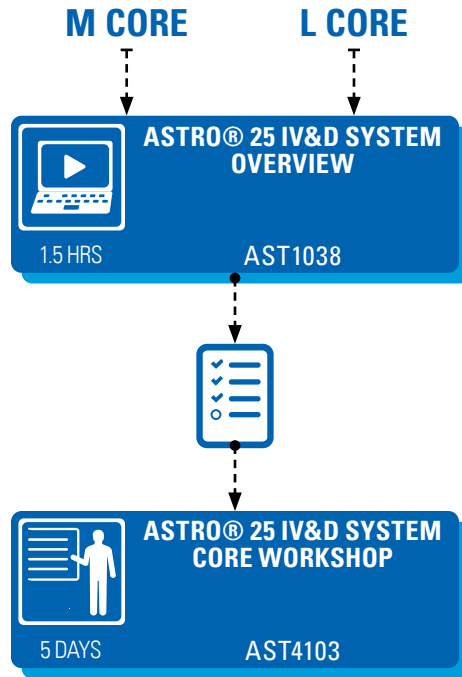 M CORE
L CORE
ASTRO® 25 IV&D SYSTEM
OVERVIEW
1.5 HRS
AST1038
ASTRO® 25 IV&D SYSTEM
CORE WORKSHOP
5 DAYS
AST4103